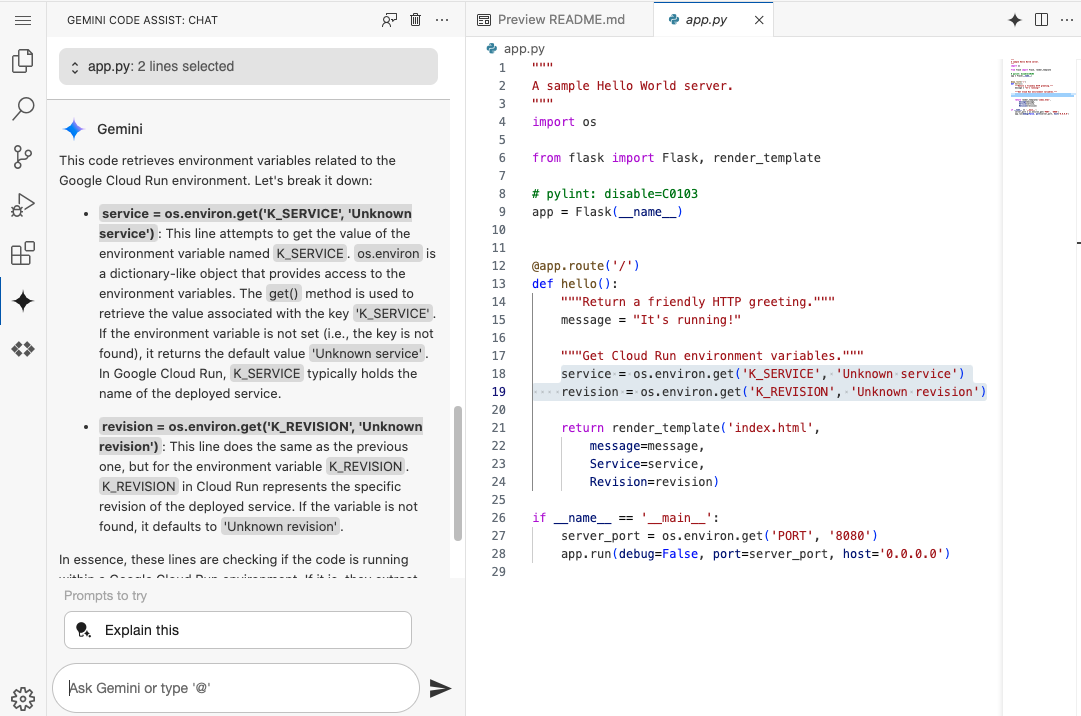 GEMINI CODE ASSIST: CHAT
app.py: 2 lines selected
Gemini
This code retrieves environment variables related to the
Google Cloud Run environment. Let's break it down:
• service = os.environ.get('K_SERVICE', 'Unknown
service') : This line attempts to get the value of the
environment variable named K_SERVICE . os.environ is
a dictionary-like object that provides access to the
environment variables. The get() method is used to
retrieve the value associated with the key 'K_SERVICE' .
If the environment variable is not set (i.e., the key is not
found), it returns the default value 'Unknown service' .
In Google Cloud Run, K_SERVICE typically holds the
name of the deployed service.
• revision = os.environ.get('K_REVISION', 'Unknown
revision') : This line does the same as the previous
one, but for the environment variable K_REVISION .
K_REVISION in Cloud Run represents the specific
revision of the deployed service. If the variable is not
found, it defaults to 'Unknown revision' .
In essence, these lines are checking if the code is running
within a Google Cloud Run environment. If it is, they extract
Prompts to try
Explain this
Ask Gemini or type '@'
Preview README.md
app.py
app.py
1 """
2 A sample Hello World server.
3 """
4 import os
5
6 from flask import Flask, render_template
7
8 # pylint: disable=C0103
9 app = Flask(__name__)
10
11
12 @app.route('/')
13 def hello():
14     """Return a friendly HTTP greeting."""
15     message = "It's running!"
16
17     """Get Cloud Run environment variables."""
18     service = os.environ.get('K_SERVICE', 'Unknown service')
19     revision = os.environ.get('K_REVISION', 'Unknown revision')
20
21     return render_template('index.html',
22         message=message,
23         Service=service,
24         Revision=revision)
25
26 if __name__ == '__main__':
27     server_port = os.environ.get('PORT', '8080')
28     app.run(debug=False, port=server_port, host='0.0.0.0')
29